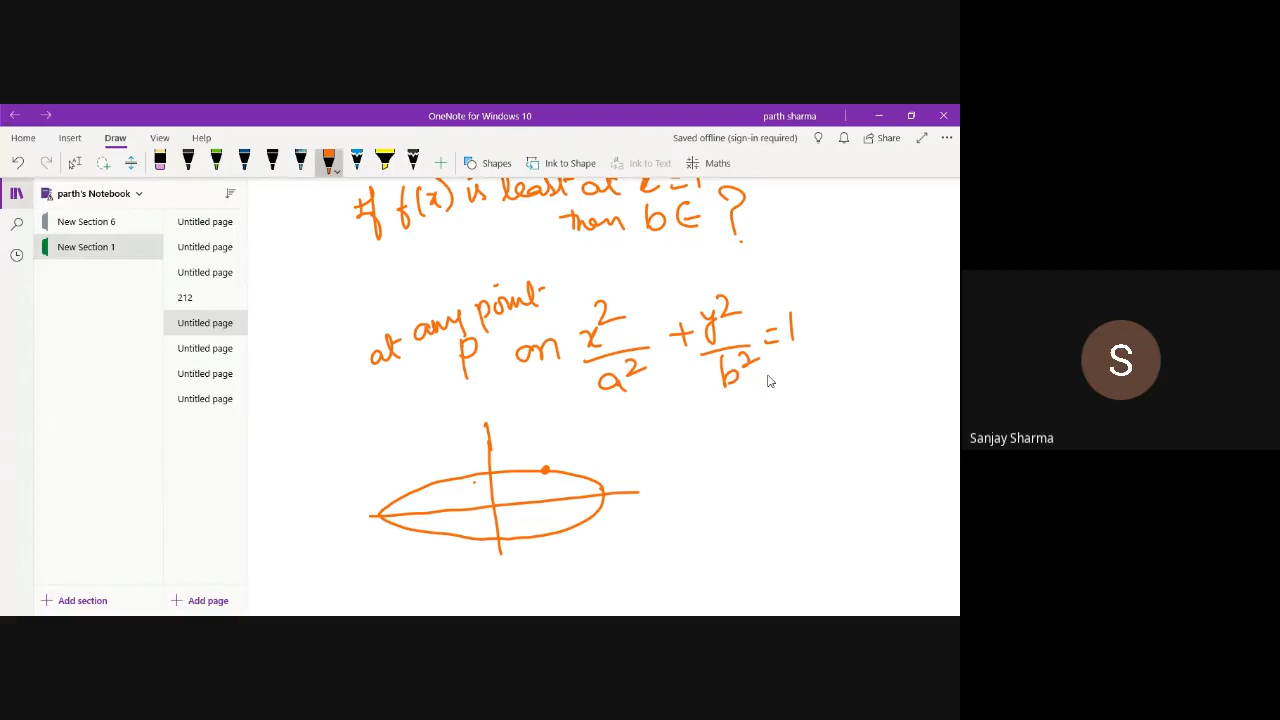 OneNote for Windows 10
parth sharma
Home Insert Draw View Help
Saved offline (sign-in required)
Share
Shapes
Ink to Shape
Ink to Text
Maths
parth's Notebook
New Section 6
New Section 1
Untitled page
Untitled page
Untitled page
212
Untitled page
Untitled page
Untitled page
Untitled page
Add section
Add page
If f(x) is least at x=1
then b ∈ ?
at any point
P on x²/a² + y²/b² = 1
S
Sanjay Sharma